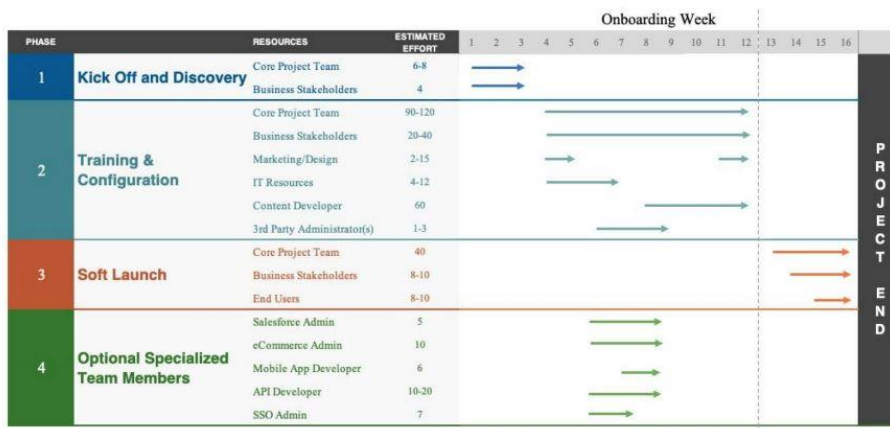 Onboarding Week
PHASE RESOURCES ESTIMATED EFFORT 1 2 3 4 5 6 7 8 9 10 11 12 13 14 15 16
1 Kick Off and Discovery
Core Project Team 6-8
Business Stakeholders 4
2 Training & Configuration
Core Project Team 90-120
Business Stakeholders 20-40
Marketing/Design 2-15
IT Resources 4-12
Content Developer 60
3rd Party Administrator(s) 1-3
3 Soft Launch
Core Project Team 40
Business Stakeholders 8-10
End Users 8-10
4 Optional Specialized Team Members
Salesforce Admin 5
eCommerce Admin 10
Mobile App Developer 6
API Developer 10-20
SSO Admin 7
PROJECT END